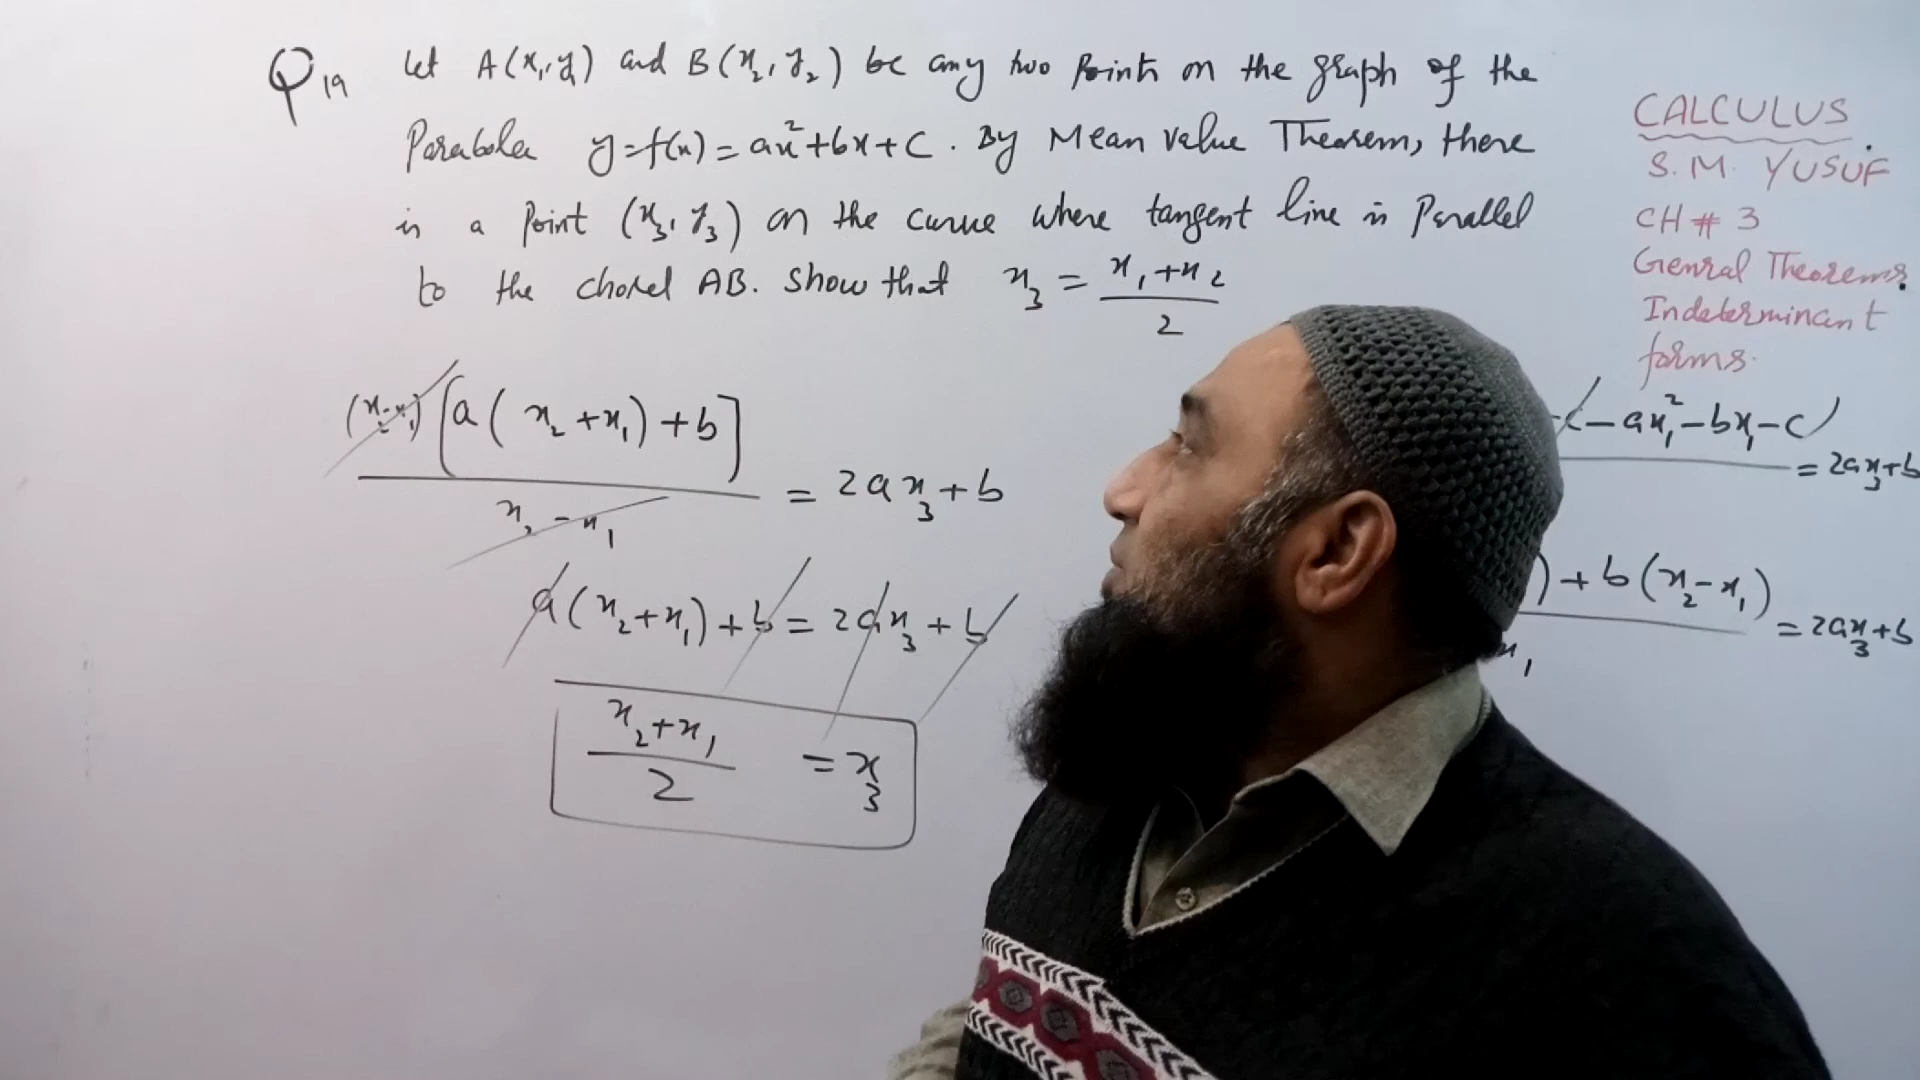 Q19 Let A(x₁, y₁) and B(x₂, y₂) be any two Points on the graph of the
Parabola y=f(x) = ax²+bx+c. By Mean value Theorem, there
is a Point (x₃, y₃) on the curve where tangent line is Parallel
to the chord AB. Show that x₃ = (x₁+x₂)/2
CALCULUS
S.M. YUSUF
CH # 3
Genral Theorems,
Indeterminant
forms.
(x₂-x₁)[a(x₂+x₁)+b]/(x₂-x₁) = 2ax₃+b
a(x₂+x₁)+b = 2ax₃+b
(x₂+x₁)/2 = x₃
-c-ax₁²-bx₁-c) = 2ax₃+b
)+b(x₂-x₁) = 2ax₃+b
x₁